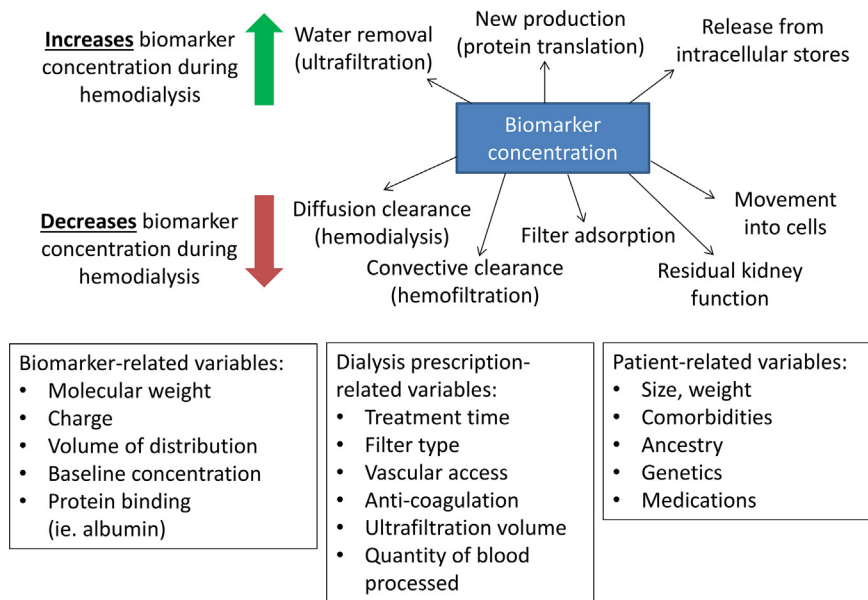 Increases biomarker
concentration during
hemodialysis
Water removal
(ultrafiltration)
New production
(protein translation)
Release from
intracellular stores
Biomarker
concentration
Decreases biomarker
concentration during
hemodialysis
Diffusion clearance
(hemodialysis)
Convective clearance
(hemofiltration)
Filter adsorption
Movement
into cells
Residual kidney
function
Biomarker-related variables:
• Molecular weight
• Charge
• Volume of distribution
• Baseline concentration
• Protein binding
(ie. albumin)
Dialysis prescription-
related variables:
• Treatment time
• Filter type
• Vascular access
• Anti-coagulation
• Ultrafiltration volume
• Quantity of blood
processed
Patient-related variables:
• Size, weight
• Comorbidities
• Ancestry
• Genetics
• Medications